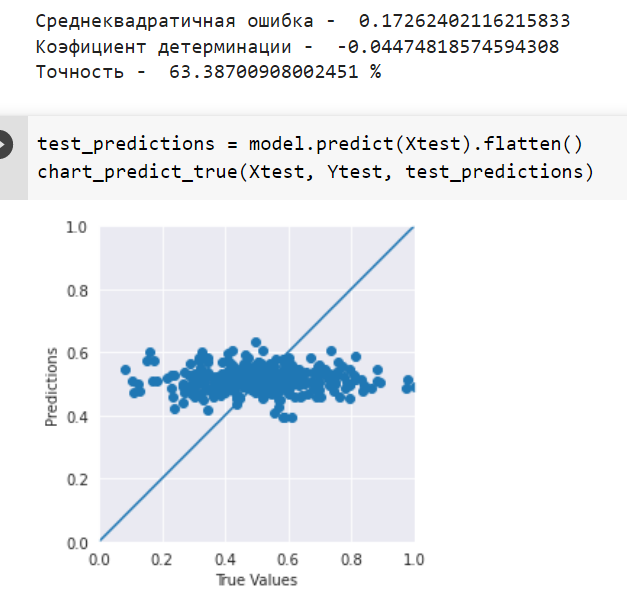 Среднеквадратичная ошибка -  0.17262402116215833
Коэфициент детерминации -  -0.04474818574594308
Точность -  63.38700908002451 %
test_predictions = model.predict(Xtest).flatten()
chart_predict_true(Xtest, Ytest, test_predictions)
1.0
0.8
0.6
0.4
0.2
0.0
Predictions
0.0 0.2 0.4 0.6 0.8 1.0
True Values